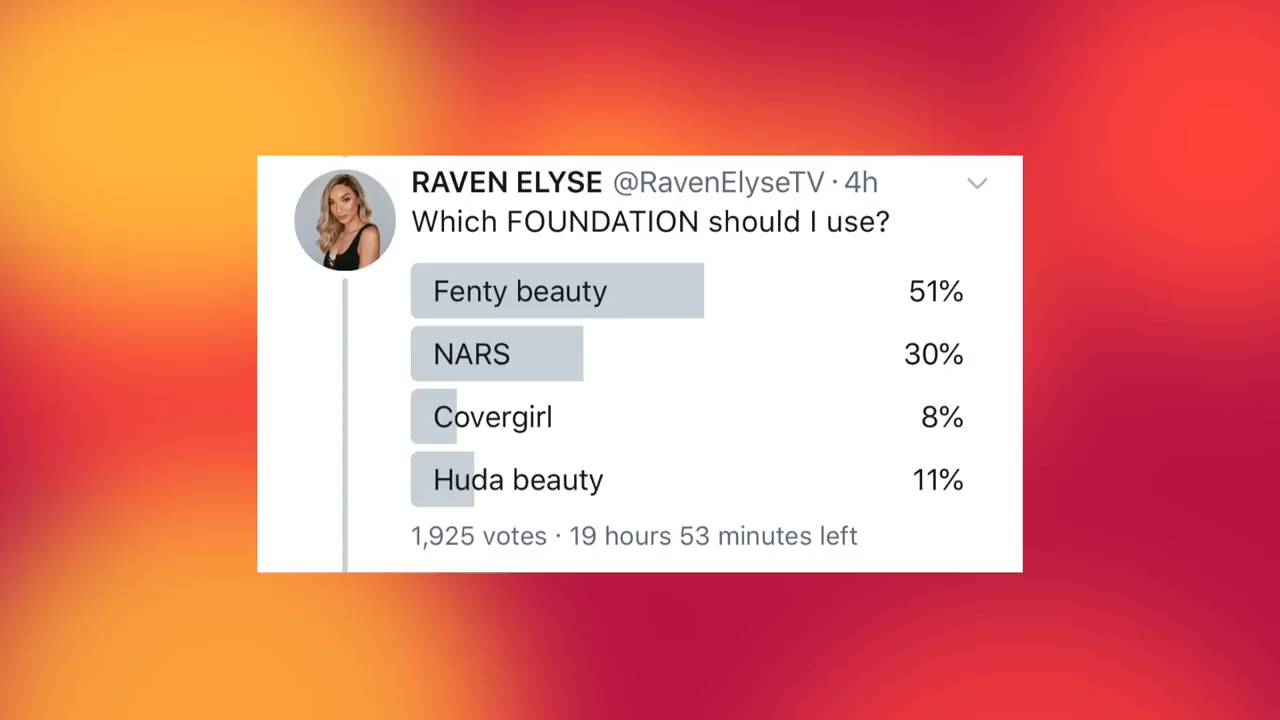 RAVEN ELYSE @RavenElyseTV · 4h
Which FOUNDATION should I use?
Fenty beauty 51%
NARS 30%
Covergirl 8%
Huda beauty 11%
1,925 votes · 19 hours 53 minutes left